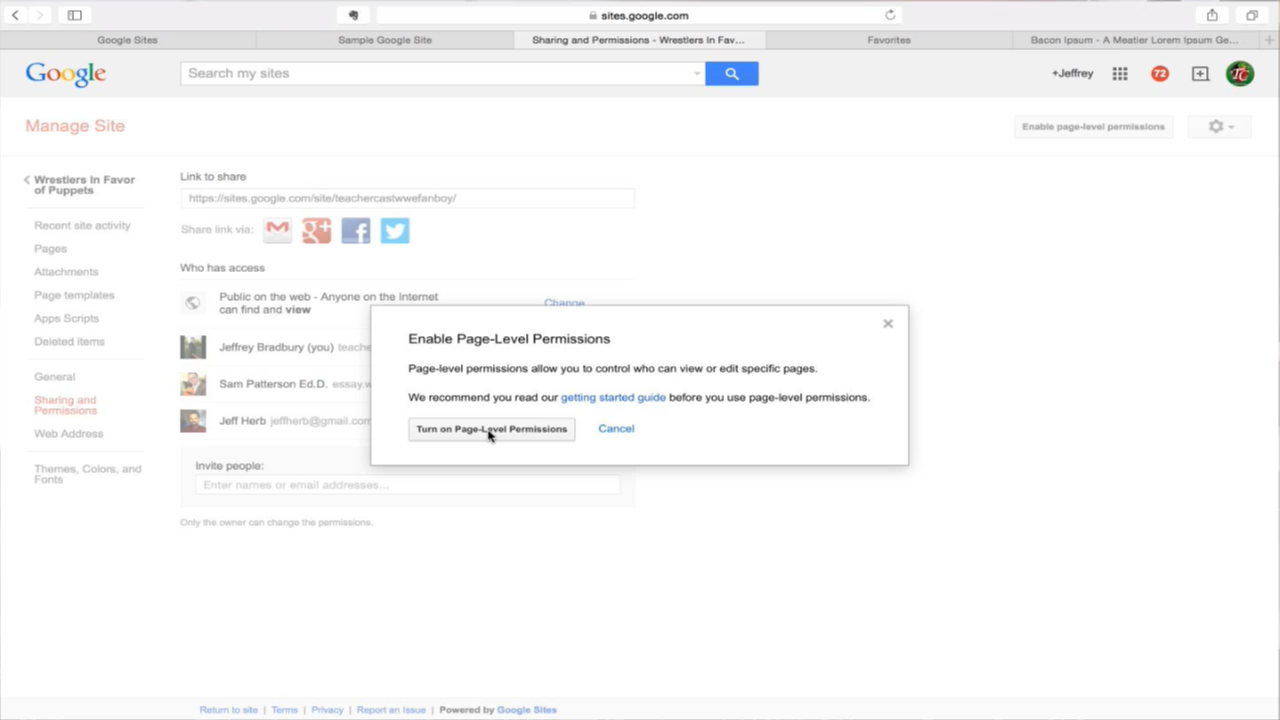 sites.google.com
Google Sites
Sample Google Site
Sharing and Permissions - Wrestlers In Fav...
Favorites
Bacon Ipsum - A Meatier Lorem Ipsum Ge...
Google
Search my sites
+Jeffrey
72
TC
Manage Site
Enable page-level permissions
Wrestlers In Favor
of Puppets
Recent site activity
Pages
Attachments
Page templates
Apps Scripts
Deleted items
General
Sharing and
Permissions
Web Address
Themes, Colors, and
Fonts
Link to share
https://sites.google.com/site/teachercastwwefanboy/
Share link via:
Who has access
Public on the web - Anyone on the Internet
can find and view
Change
Jeffrey Bradbury (you) teache
Sam Patterson Ed.D. essay.w
Jeff Herb jeffherb@gmail.com
Invite people:
Enter names or email addresses...
Only the owner can change the permissions.
Enable Page-Level Permissions
Page-level permissions allow you to control who can view or edit specific pages.
We recommend you read our getting started guide before you use page-level permissions.
Turn on Page-Level Permissions
Cancel
Return to site | Terms | Privacy | Report an Issue | Powered by Google Sites